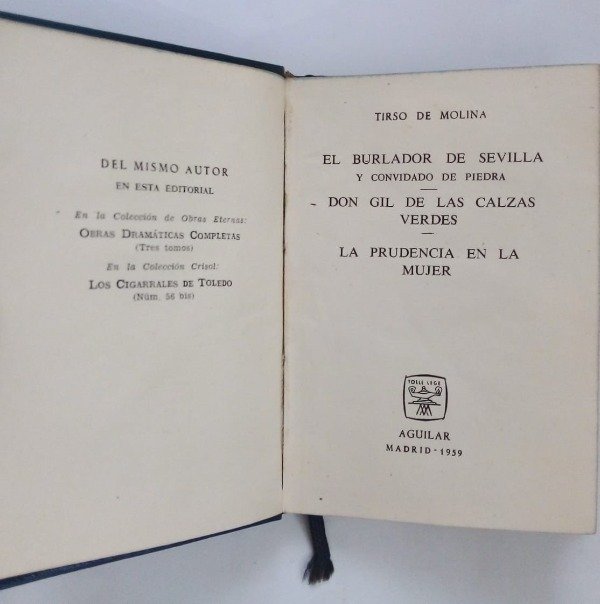 DEL MISMO AUTOR
EN ESTA EDITORIAL
En la Colección de Obras Eternas:
OBRAS DRAMÁTICAS COMPLETAS
(Tres tomos)
En la Colección Crisol:
LOS CIGARRALES DE TOLEDO
(Núm. 56 bis)
TIRSO DE MOLINA
EL BURLADOR DE SEVILLA
Y CONVIDADO DE PIEDRA
DON GIL DE LAS CALZAS
VERDES
LA PRUDENCIA EN LA
MUJER
TOLLE LEGE
AGUILAR
MADRID - 1959